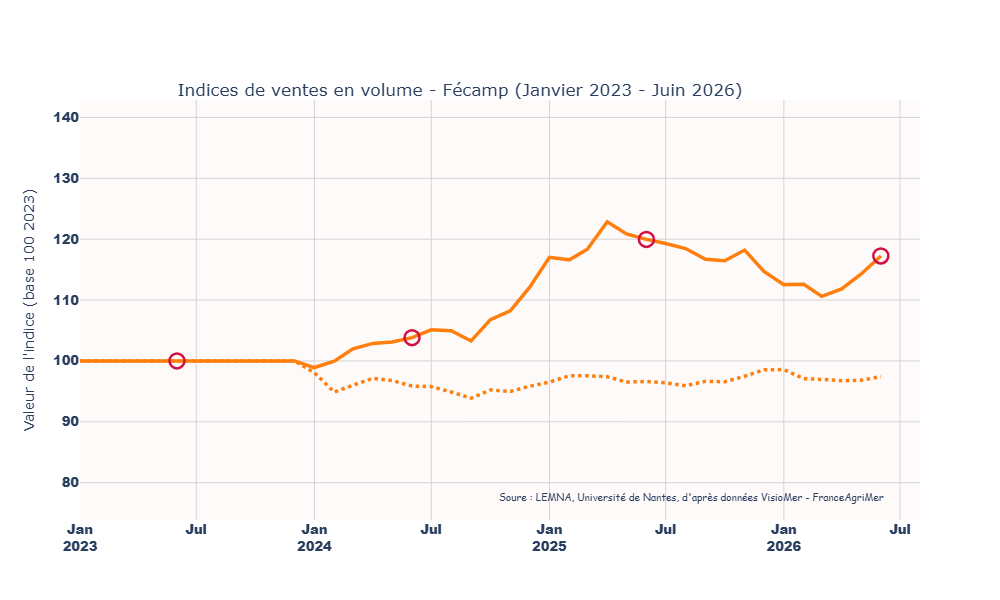 Indices de ventes en volume - Fécamp (Janvier 2023 - Juin 2026)
Valeur de l'indice (base 100 2023)
140
130
120
110
100
90
80
Soure : LEMNA, Université de Nantes, d'après données VisioMer - FranceAgriMer
Jan Jul Jan Jul Jan Jul Jan Jul
2023 2024 2025 2026